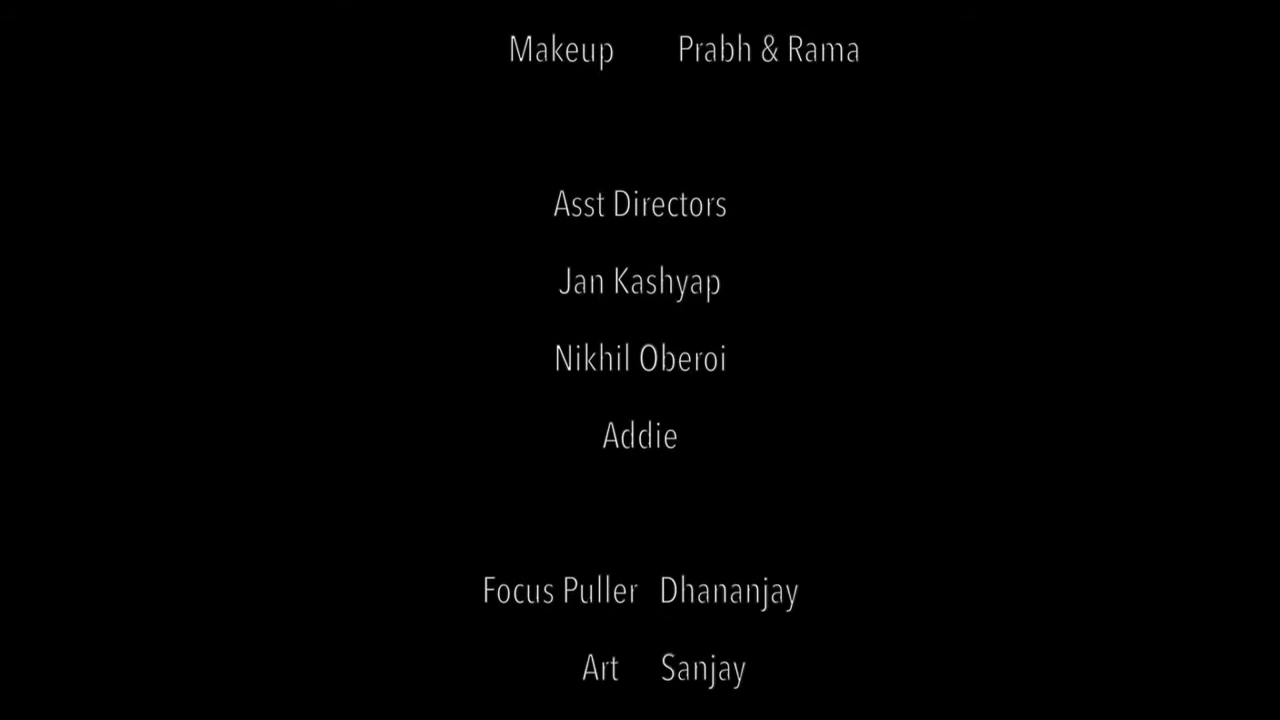 Makeup Prabh & Rama
Asst Directors
Jan Kashyap
Nikhil Oberoi
Addie
Focus Puller Dhananjay
Art Sanjay